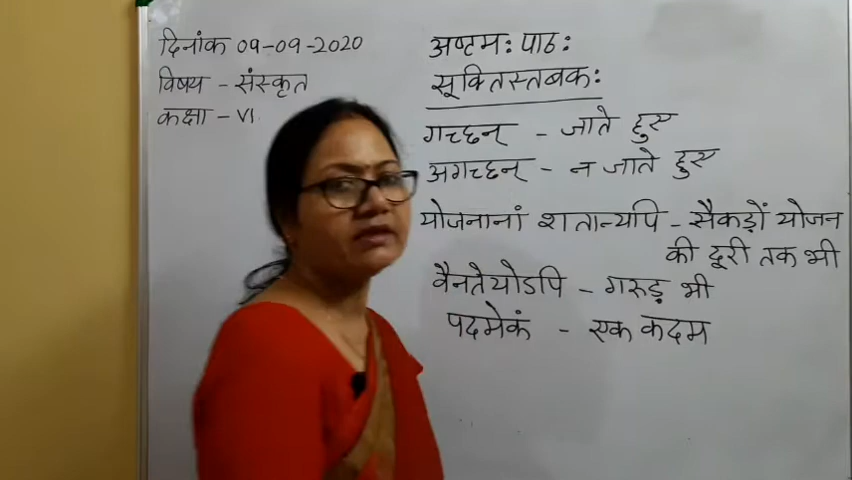 दिनांक 09-09-2020
विषय - संस्कृत
कक्षा - VI
अष्टम: पाठ:
सूक्तिस्तबक:
गच्छन् - जाते हुए
अगच्छन् - न जाते हुए
योजनानां शतान्यपि - सैकड़ों योजन
की दूरी तक भी
वैनतेयोऽपि - गरुड़ भी
पदमेकं - एक कदम